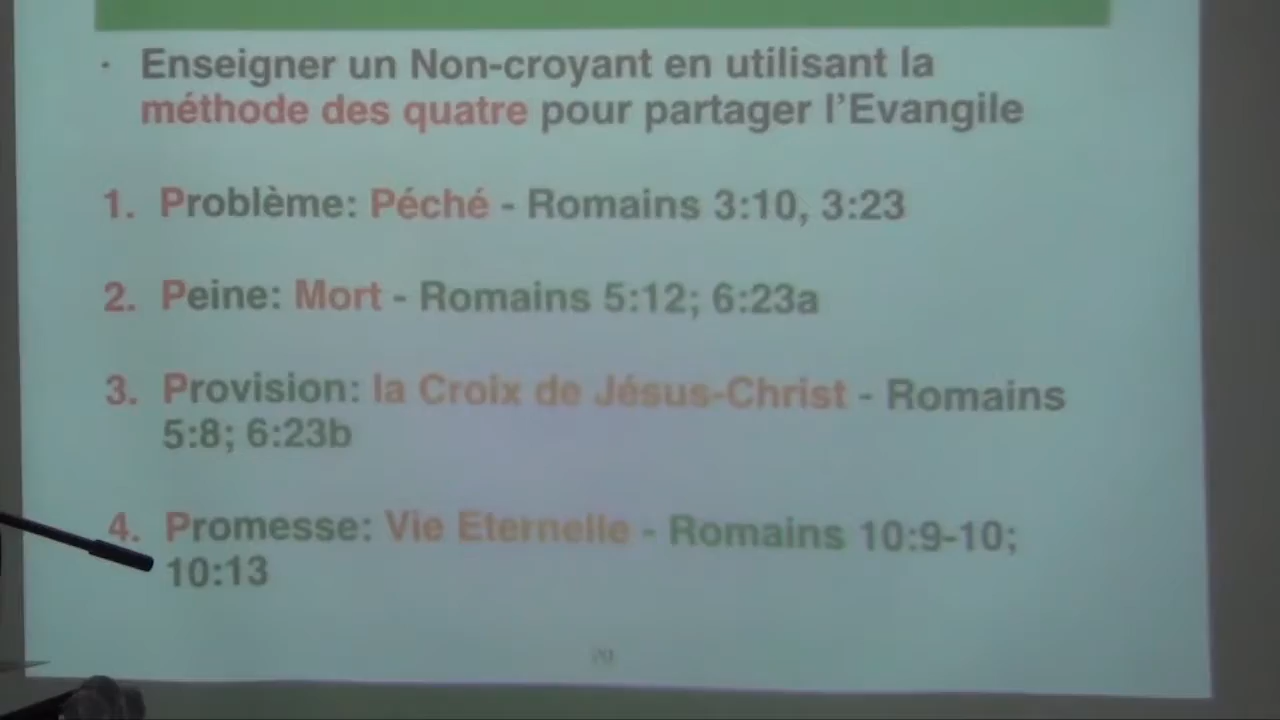 · Enseigner un Non-croyant en utilisant la
méthode des quatre pour partager l'Evangile
1. Problème: Péché - Romains 3:10, 3:23
2. Peine: Mort - Romains 5:12; 6:23a
3. Provision: la Croix de Jésus-Christ - Romains
5:8; 6:23b
4. Promesse: Vie Eternelle - Romains 10:9-10;
10:13
20